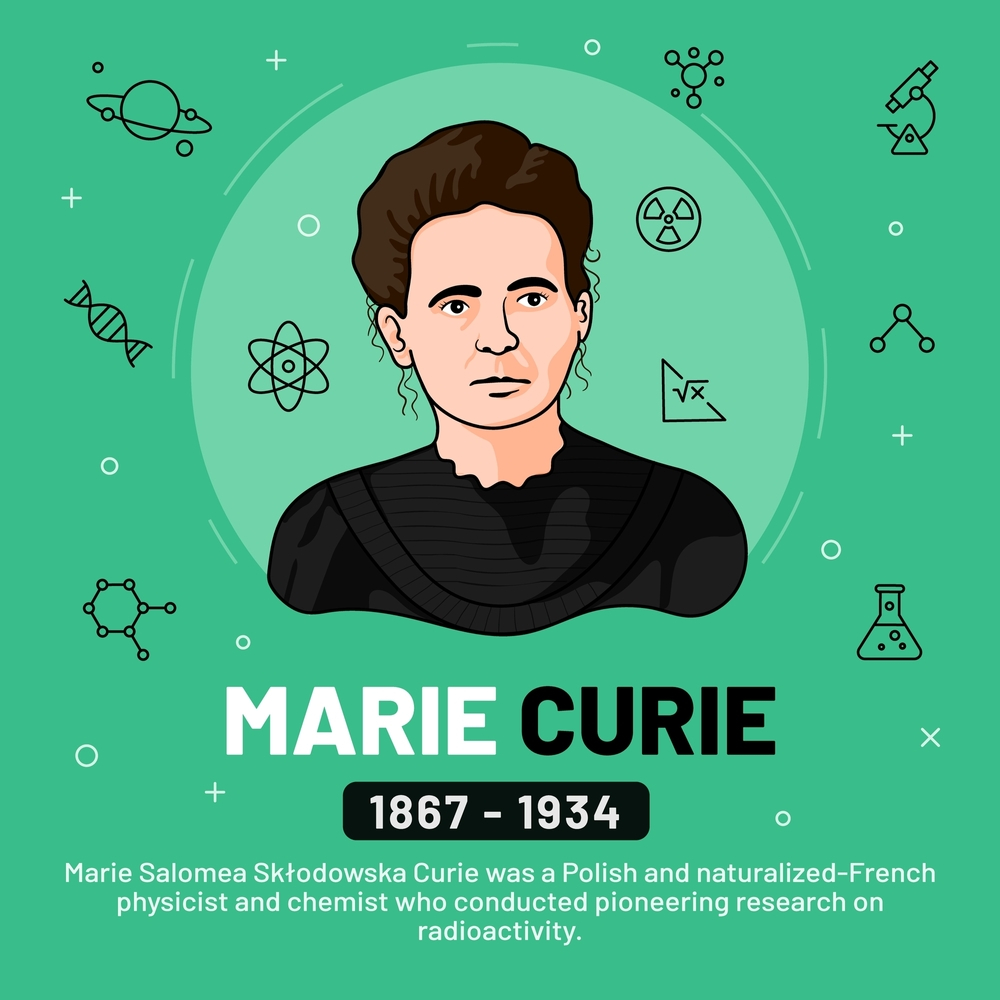 √x
MARIE CURIE
1867 - 1934
Marie Salomea Skłodowska Curie was a Polish and naturalized-French
physicist and chemist who conducted pioneering research on
radioactivity.